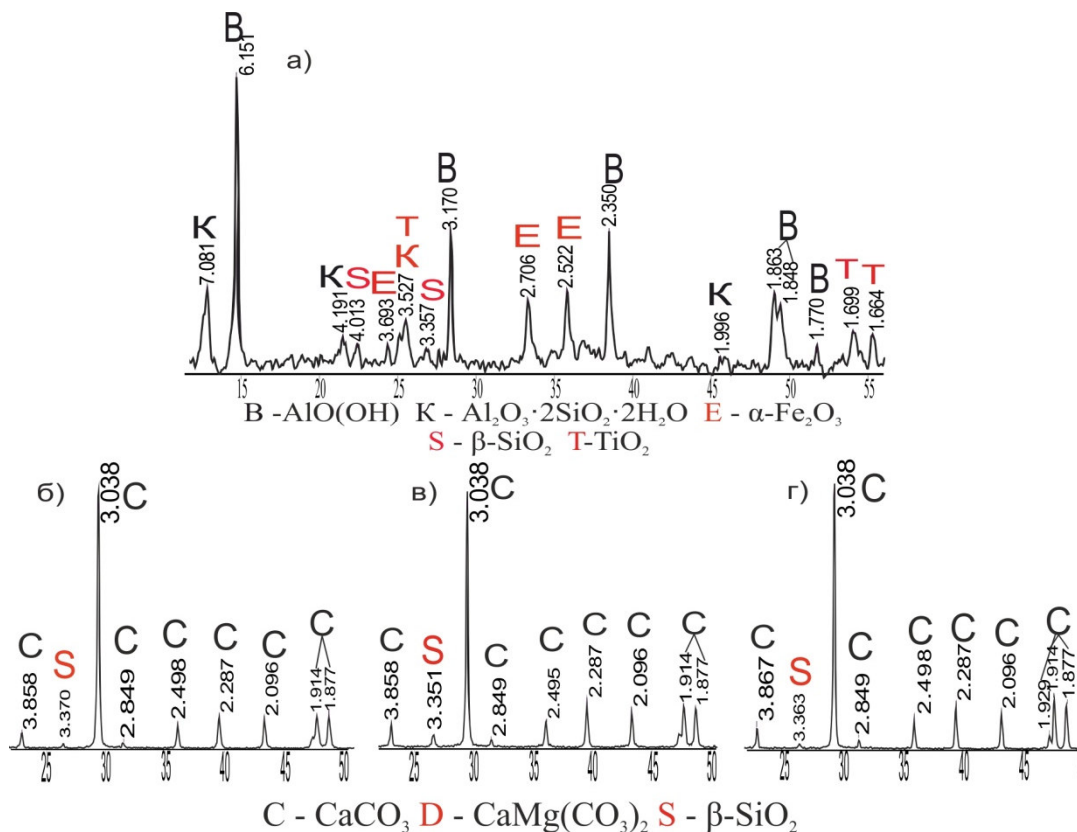 а)
B 6.151
K 7.081
K 4.191
S 4.013
E 3.693
T
K 3.527
S 3.357
B 3.170
E 2.706
E 2.522
B 2.350
K 1.996
B
1.863 1.848
B 1.770
T 1.699
T 1.664
15 20 25 30 35 40 45 50 55
B -AlO(OH) K - Al₂O₃·2SiO₂·2H₂O E - α-Fe₂O₃
S - β-SiO₂ T-TiO₂
б)
C 3.858
S 3.370
3.038 C
C 2.849
C 2.498
C 2.287
C 2.096
C
1.914 1.877
25 30 35 40 45 50
в)
C 3.858
S 3.351
3.038 C
C 2.849
C 2.495
C 2.287
C 2.096
C
1.914 1.877
25 30 35 40 45 50
г)
C 3.867
S 3.363
3.038 C
C 2.849
C 2.498
C 2.287
C 2.096
C
1.929 1.914 1.877
25 30 35 40 45
C - CaCO₃ D - CaMg(CO₃)₂ S - β-SiO₂